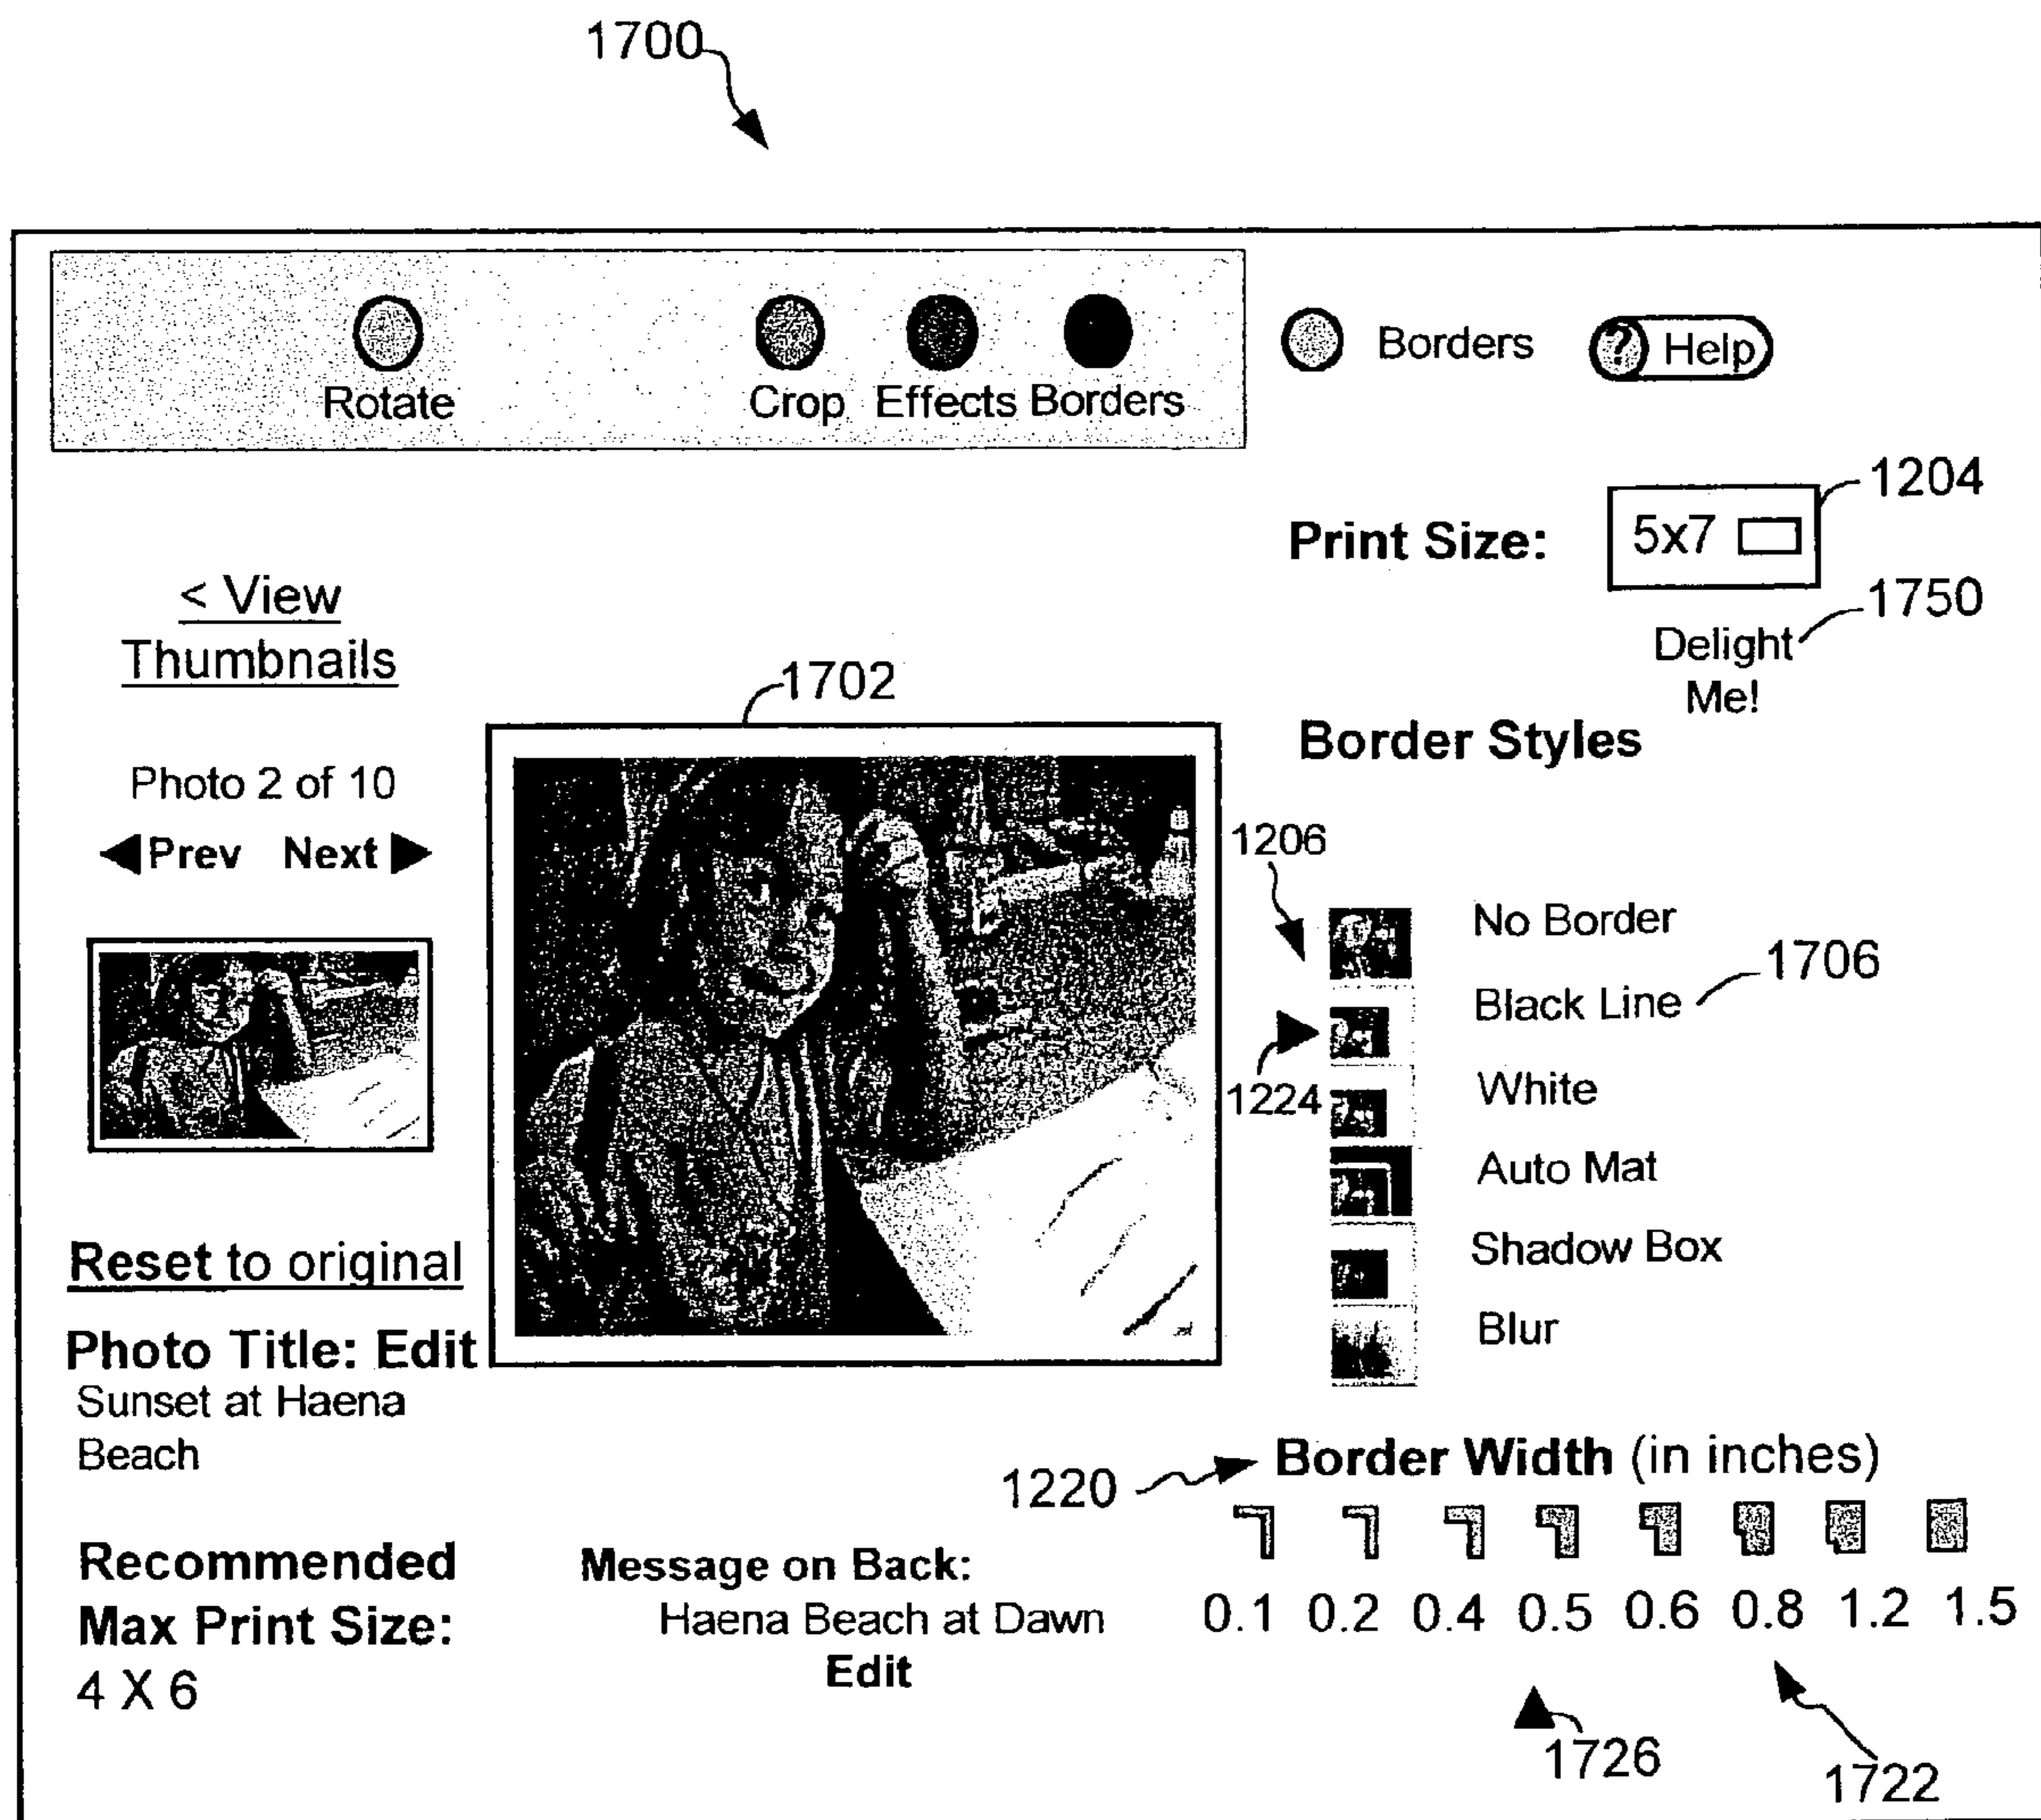 1700
Rotate
Crop
Effects
Borders
Borders
? Help
Print Size:
5x7
1204
1750
Delight
Me!
< View
Thumbnails
Photo 2 of 10
Prev Next
1702
Border Styles
1206
1224
No Border
Black Line
1706
White
Auto Mat
Shadow Box
Blur
Reset to original
Photo Title: Edit
Sunset at Haena
Beach
Recommended
Max Print Size:
4 X 6
Message on Back:
Haena Beach at Dawn
Edit
1220
Border Width (in inches)
0.1 0.2 0.4 0.5 0.6 0.8 1.2 1.5
1726
1722